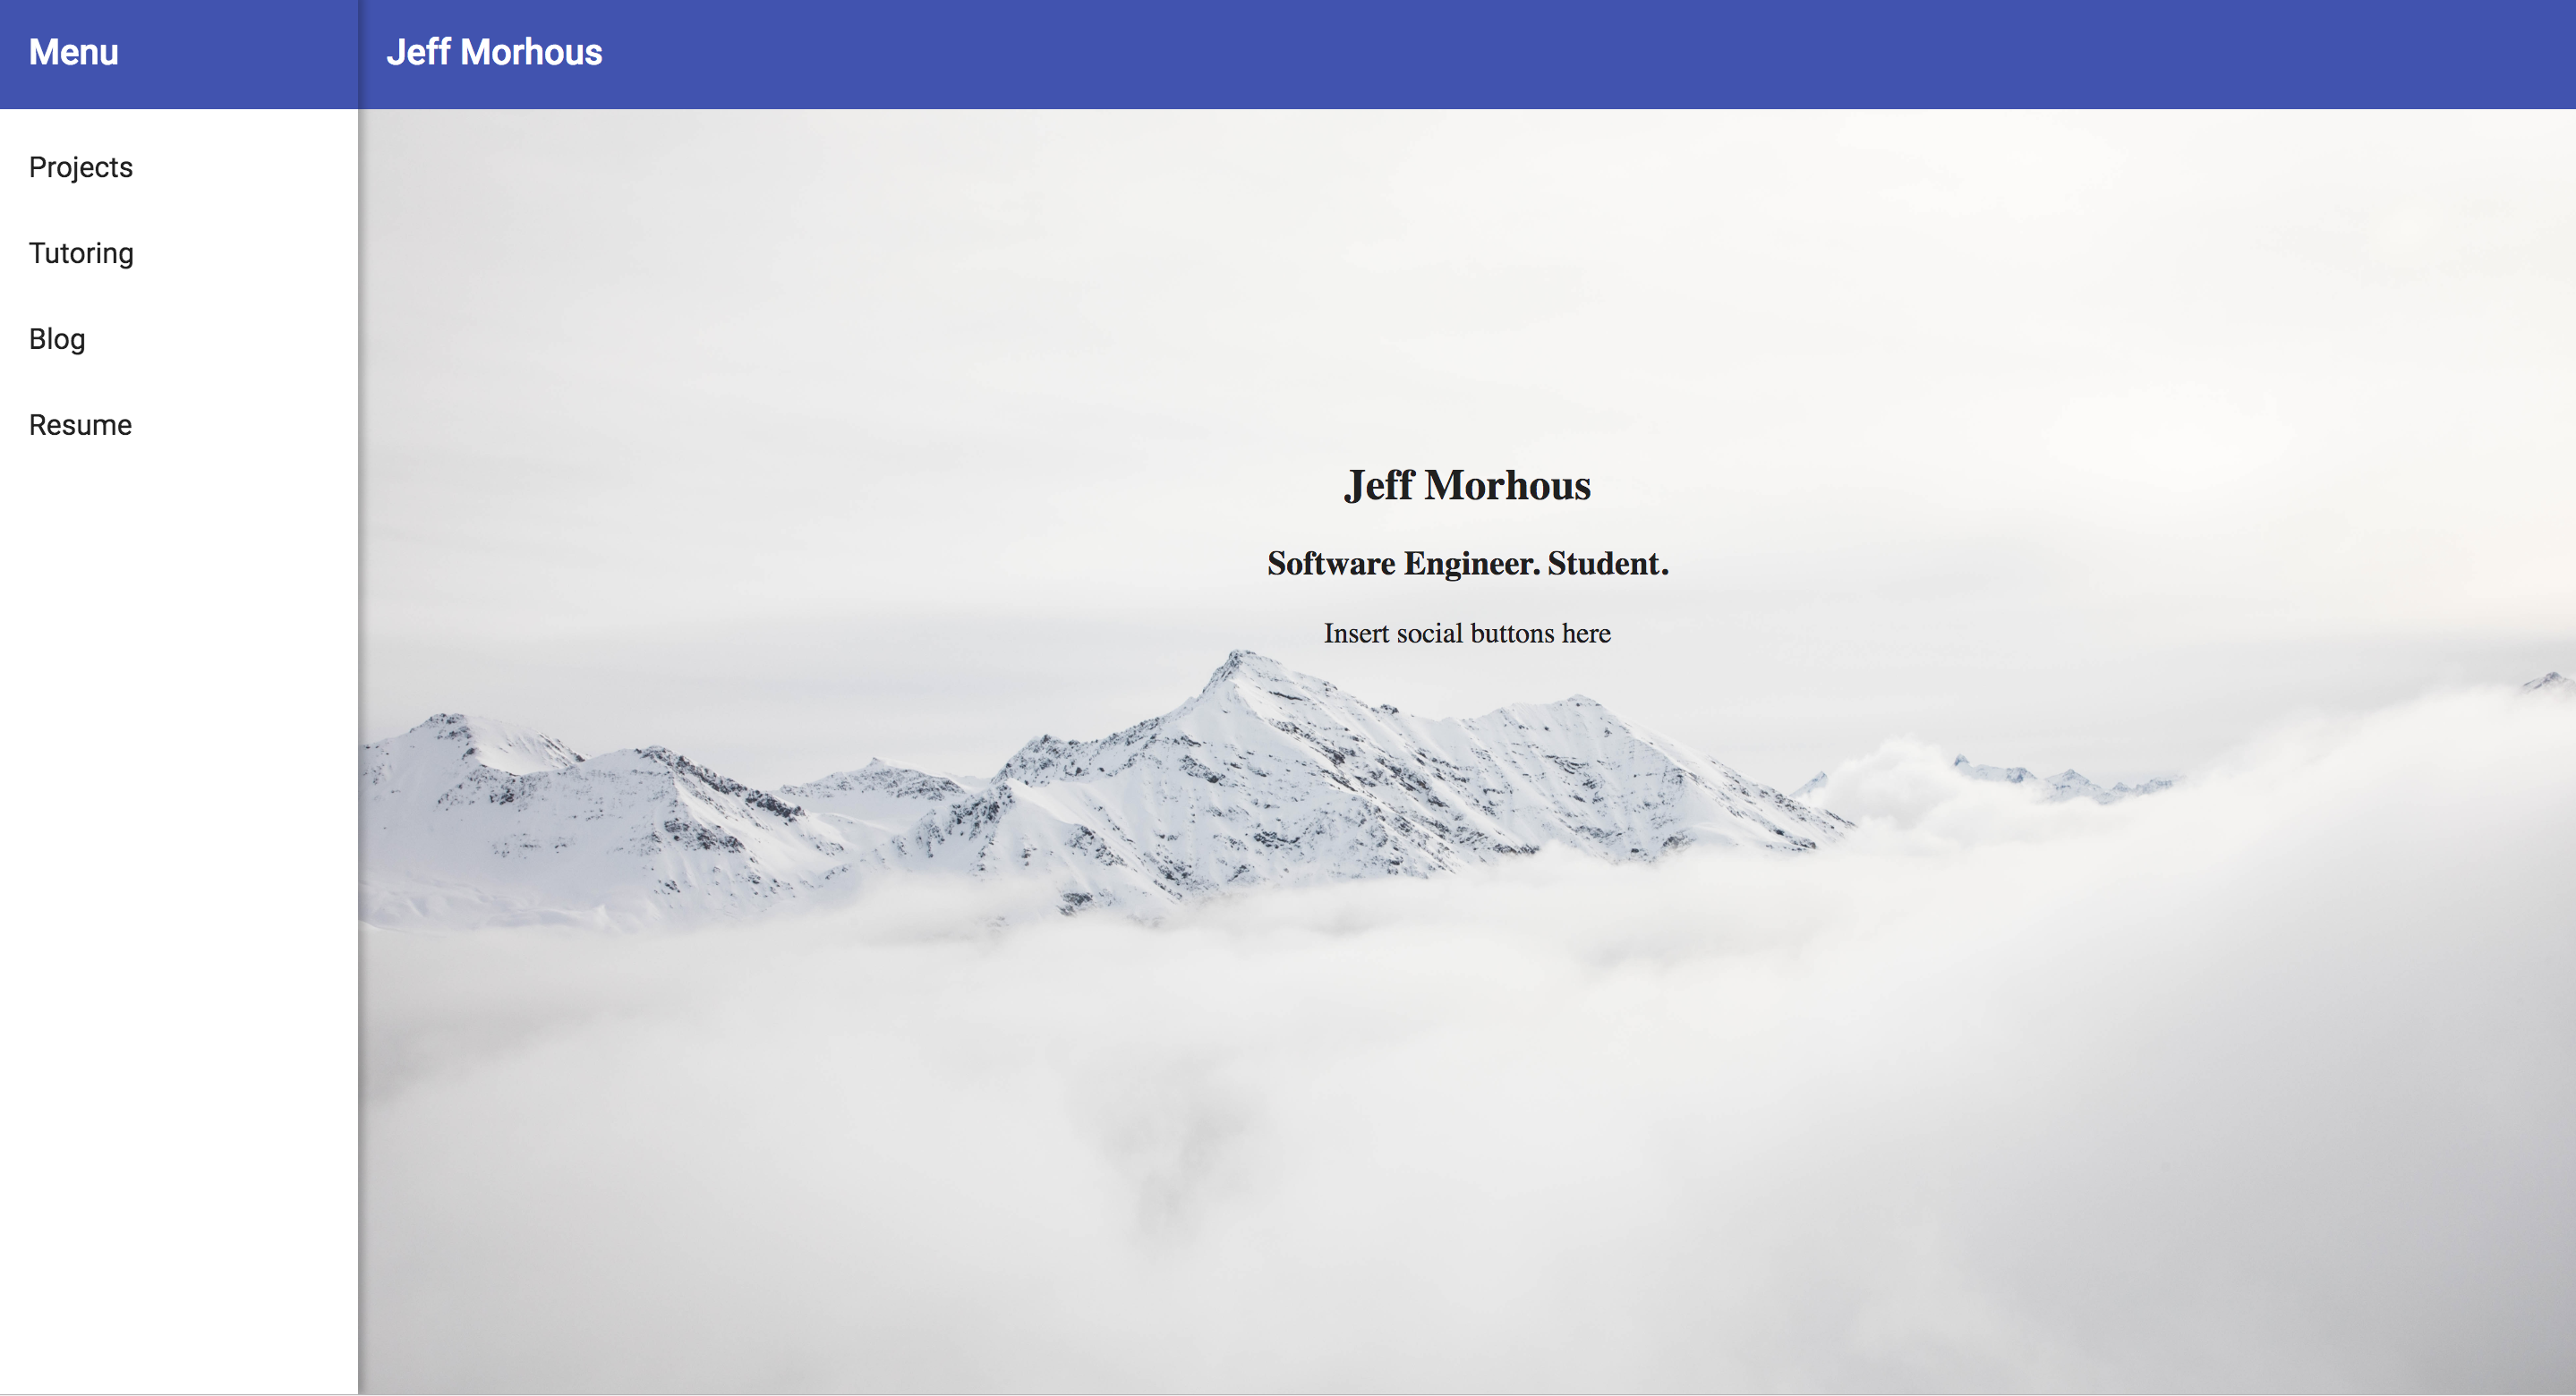 Menu
Jeff Morhous
Projects
Tutoring
Blog
Resume
Jeff Morhous
Software Engineer. Student.
Insert social buttons here